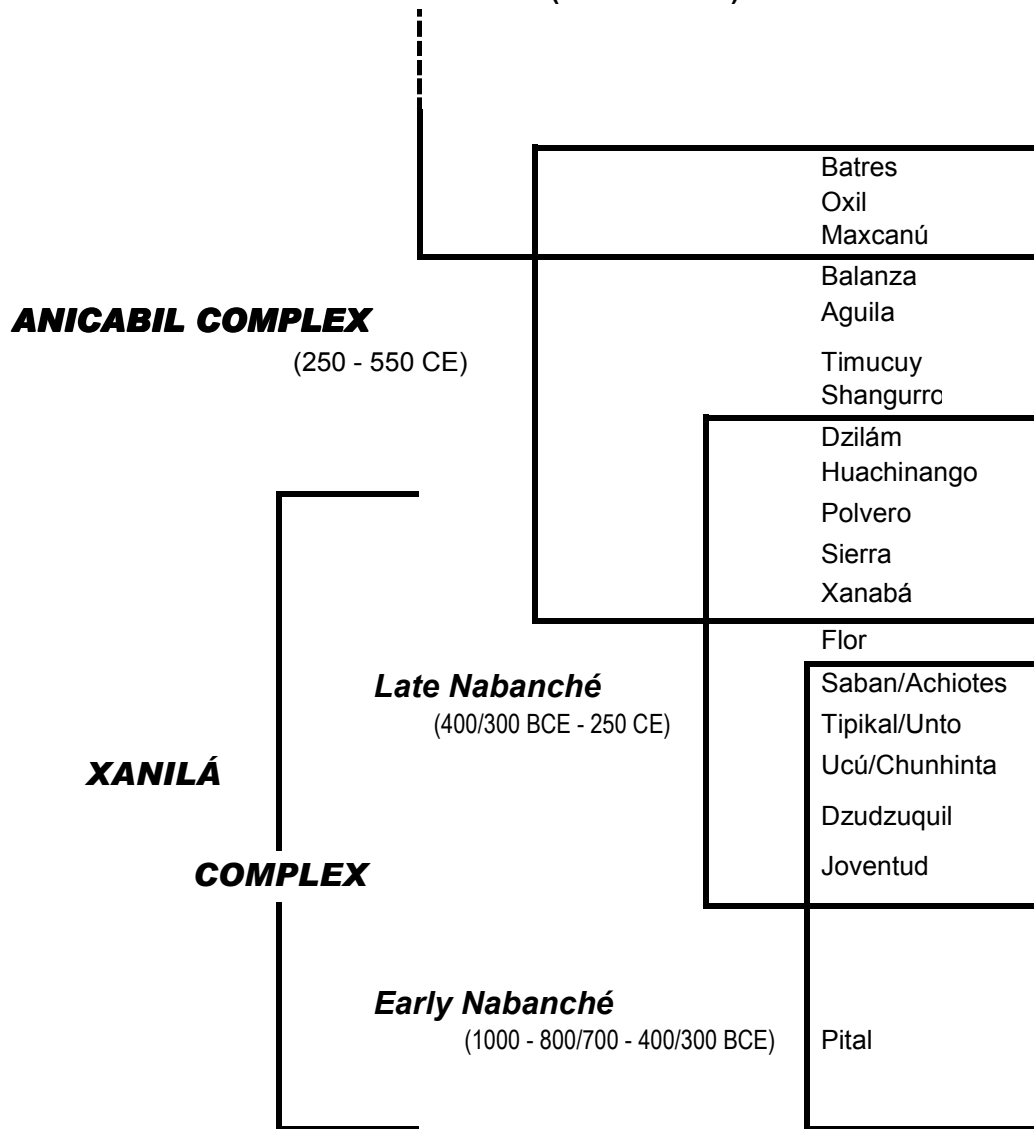 Batres
Oxil
Maxcanú
Balanza
ANICABIL COMPLEX
Aguila
(250 - 550 CE)
Timucuy
Shangurro
Dzilám
Huachinango
Polvero
Sierra
Xanabá
Flor
Late Nabanché
Saban/Achiotes
(400/300 BCE - 250 CE)
Tipikal/Unto
XANILÁ
Ucú/Chunhinta
Dzudzuquil
COMPLEX
Joventud
Early Nabanché
(1000 - 800/700 - 400/300 BCE)
Pital